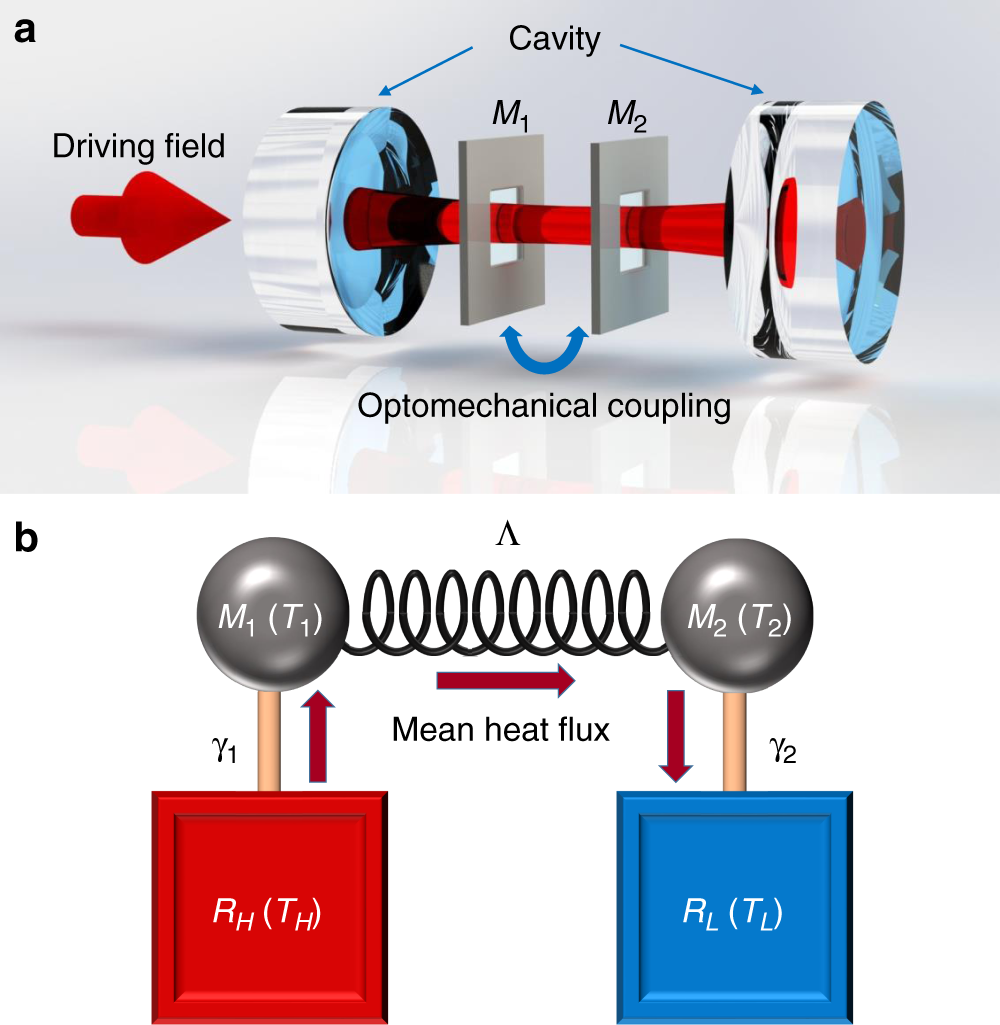 a
Cavity
M1
M2
Driving field
Optomechanical coupling
b
Λ
M1 (T1)
M2 (T2)
Mean heat flux
γ1
γ2
RH (TH)
RL (TL)